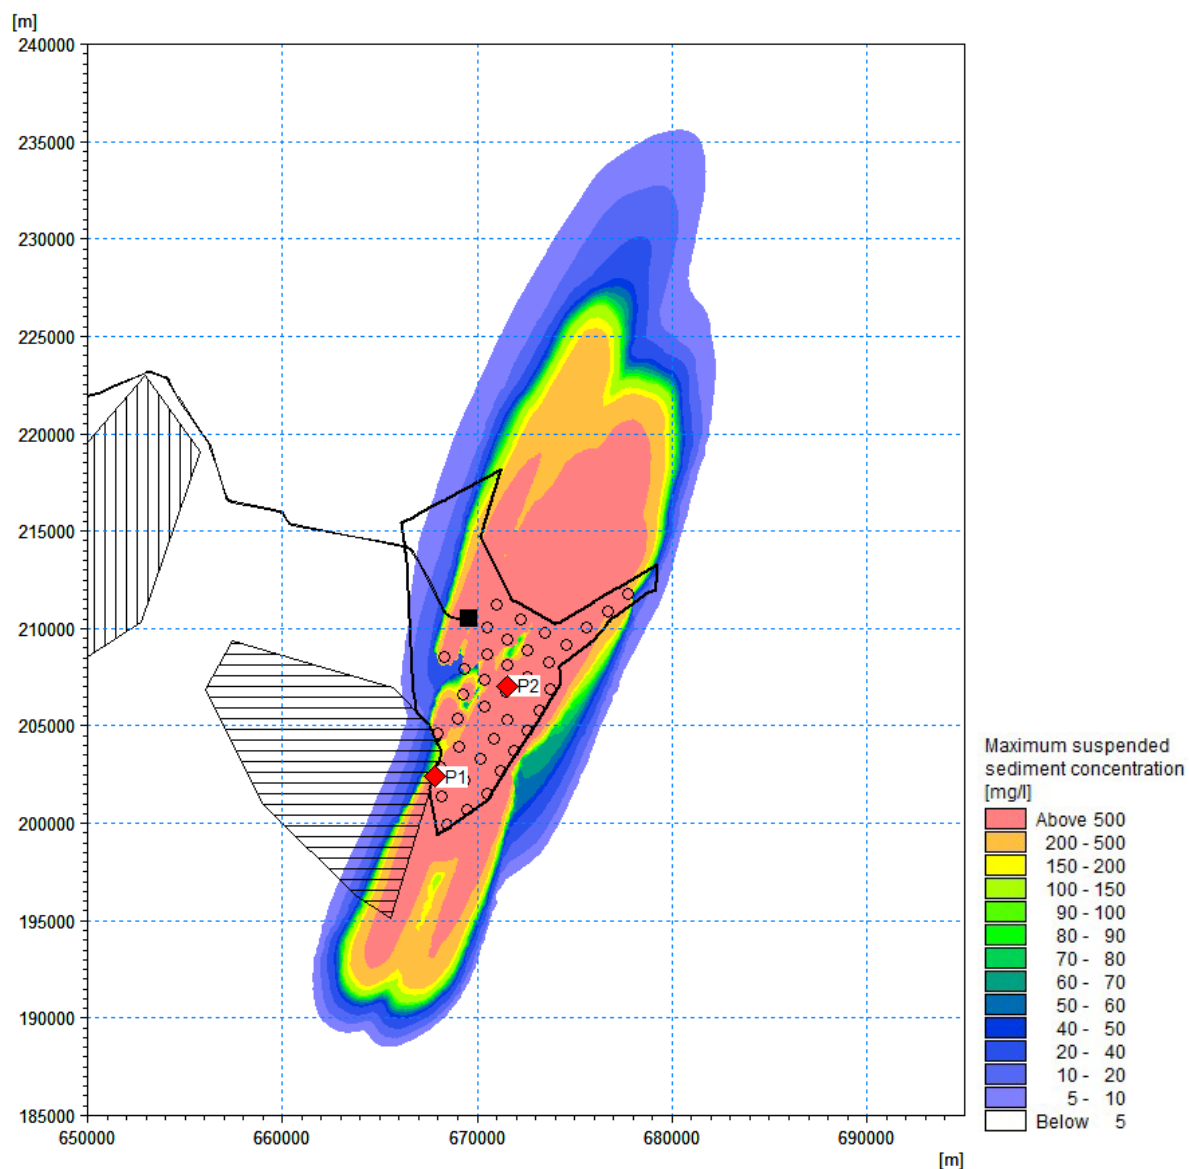 [m]
240000
235000
230000
225000
220000
215000
210000
205000
200000
195000
190000
185000
650000 660000 670000 680000 690000
[m]
P2
P1
Maximum suspended
sediment concentration
[mg/l]
Above 500
200 - 500
150 - 200
100 - 150
90 - 100
80 - 90
70 - 80
60 - 70
50 - 60
40 - 50
20 - 40
10 - 20
5 - 10
Below 5